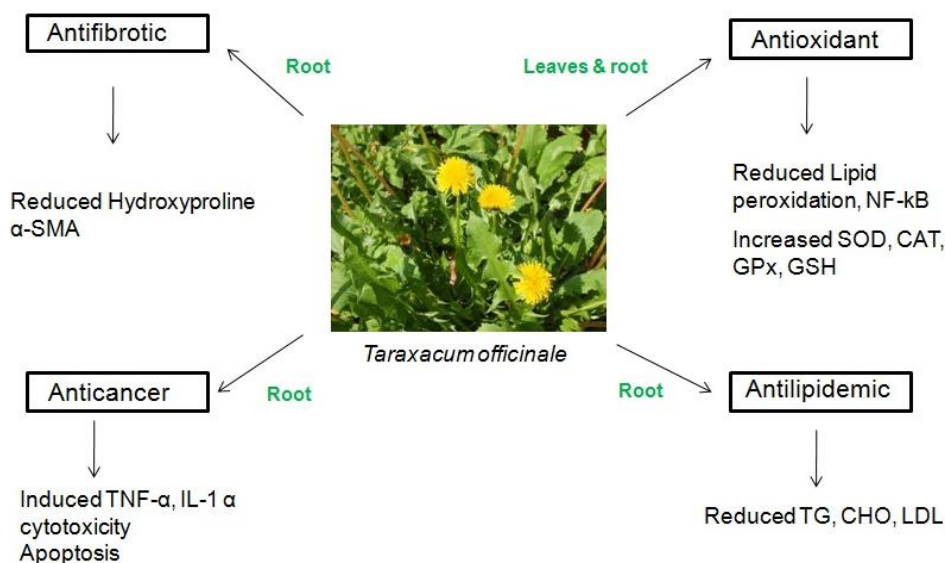 Antifibrotic
Root
Leaves & root
Antioxidant
Reduced Hydroxyproline
α-SMA
Reduced Lipid
peroxidation, NF-kB
Increased SOD, CAT,
GPx, GSH
Taraxacum officinale
Anticancer
Root
Root
Antilipidemic
Induced TNF-α, IL-1 α
cytotoxicity
Apoptosis
Reduced TG, CHO, LDL